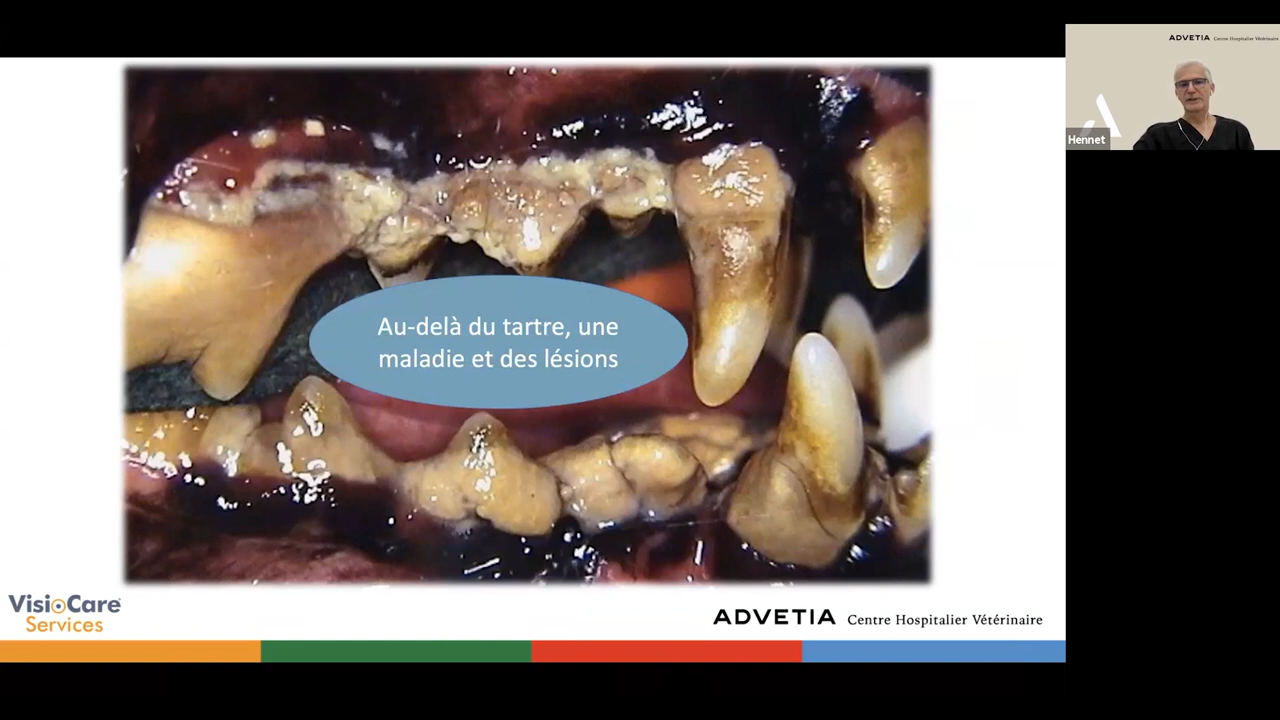 ADVETIA Centre Hospitalier Vétérinaire
Hennet
Au-delà du tartre, une
maladie et des lésions
VisioCare
Services
ADVETIA Centre Hospitalier Vétérinaire